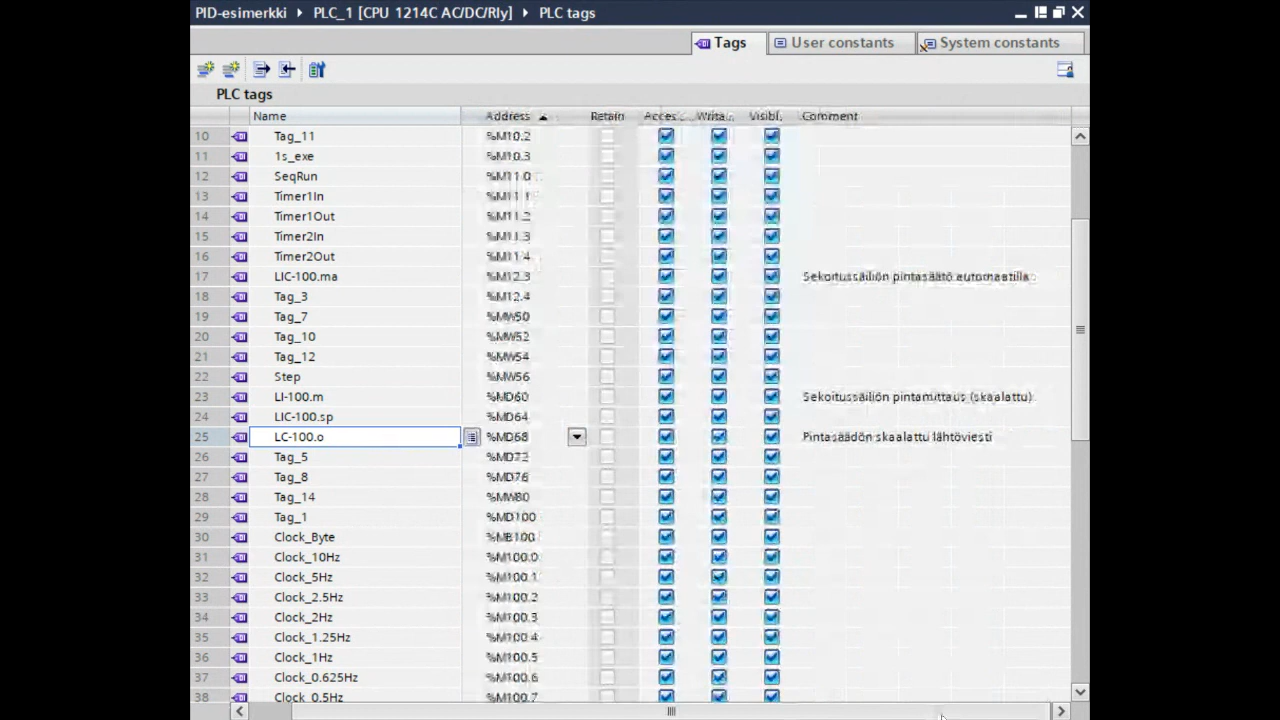 PID-esimerkki ▸ PLC_1 [CPU 1214C AC/DC/Rly] ▸ PLC tags
Tags User constants System constants
PLC tags
Name Address Retain Acces... Writa... Visibl... Comment
10 Tag_11 %M10.2
11 1s_exe %M10.3
12 SeqRun %M11.0
13 Timer1In %M11.1
14 Timer1Out %M11.2
15 Timer2In %M11.3
16 Timer2Out %M11.4
17 LIC-100.ma %M12.3 Sekoitussäiliön pintasäätö automaatilla
18 Tag_3 %M12.4
19 Tag_7 %MW50
20 Tag_10 %MW52
21 Tag_12 %MW54
22 Step %MW56
23 LI-100.m %MD60 Sekoitussäiliön pintamittaus (skaalattu)
24 LIC-100.sp %MD64
25 LC-100.o %MD68 Pintasäädön skaalattu lähtöviesti
26 Tag_5 %MD72
27 Tag_8 %MD76
28 Tag_14 %MW80
29 Tag_1 %MD100
30 Clock_Byte %MB100
31 Clock_10Hz %M100.0
32 Clock_5Hz %M100.1
33 Clock_2.5Hz %M100.2
34 Clock_2Hz %M100.3
35 Clock_1.25Hz %M100.4
36 Clock_1Hz %M100.5
37 Clock_0.625Hz %M100.6
38 Clock_0.5Hz %M100.7